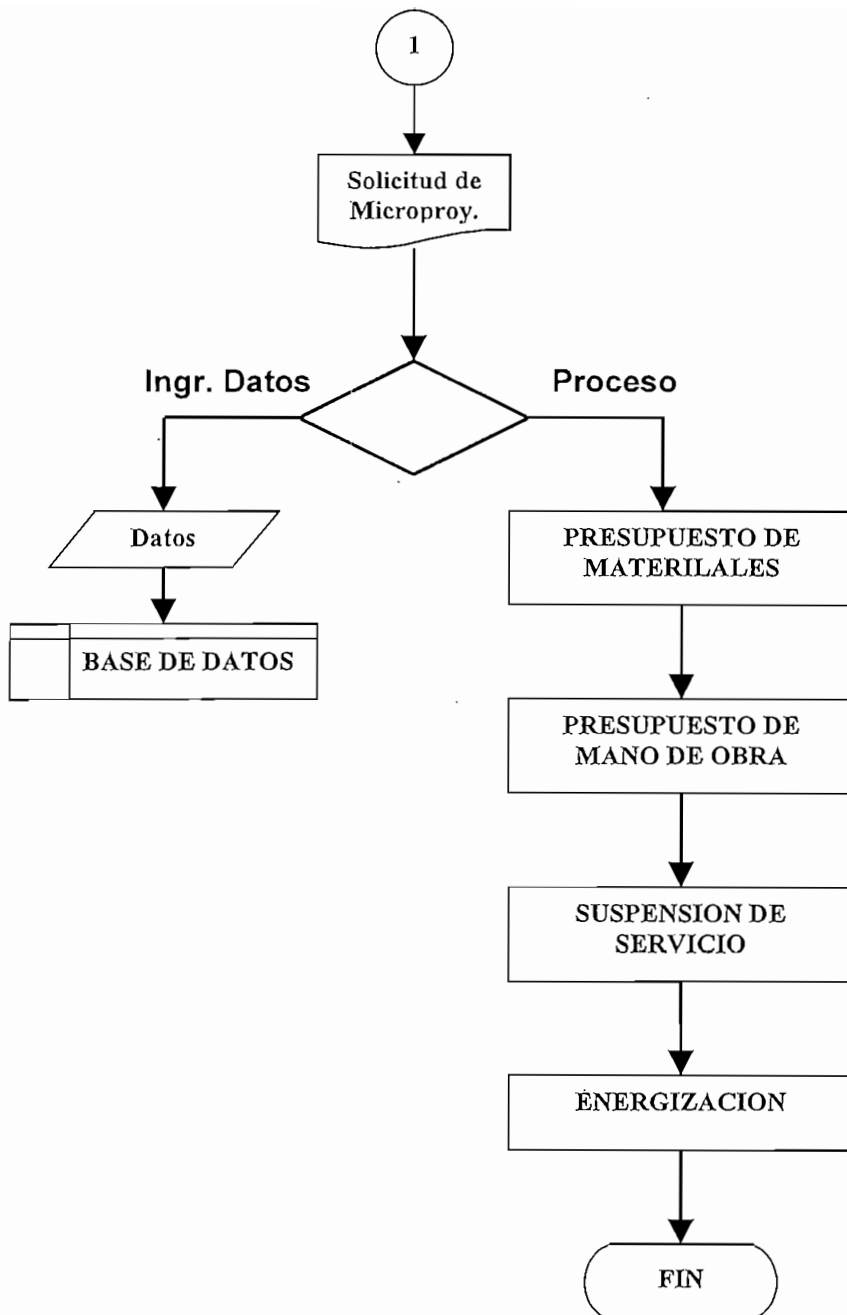 1
Solicitud de
Microproy.
Ingr. Datos
Proceso
Datos
BASE DE DATOS
PRESUPUESTO DE
MATERILALES
PRESUPUESTO DE
MANO DE OBRA
SUSPENSION DE
SERVICIO
ENERGIZACION
FIN